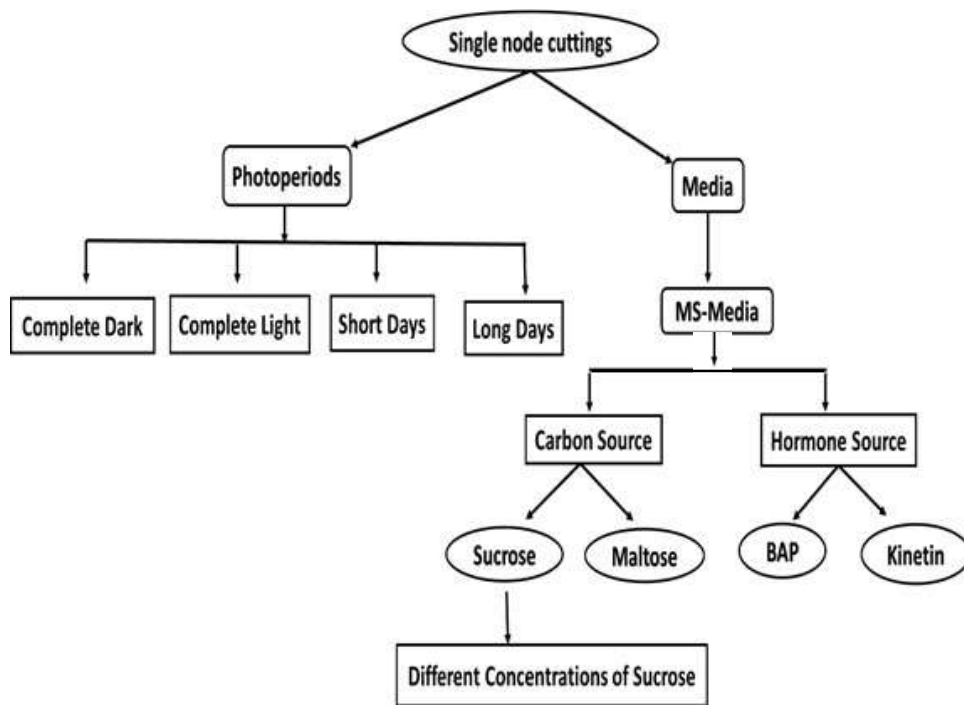 Single node cuttings
Photoperiods
Media
Complete Dark
Complete Light
Short Days
Long Days
MS-Media
Carbon Source
Hormone Source
Sucrose
Maltose
BAP
Kinetin
Different Concentrations of Sucrose